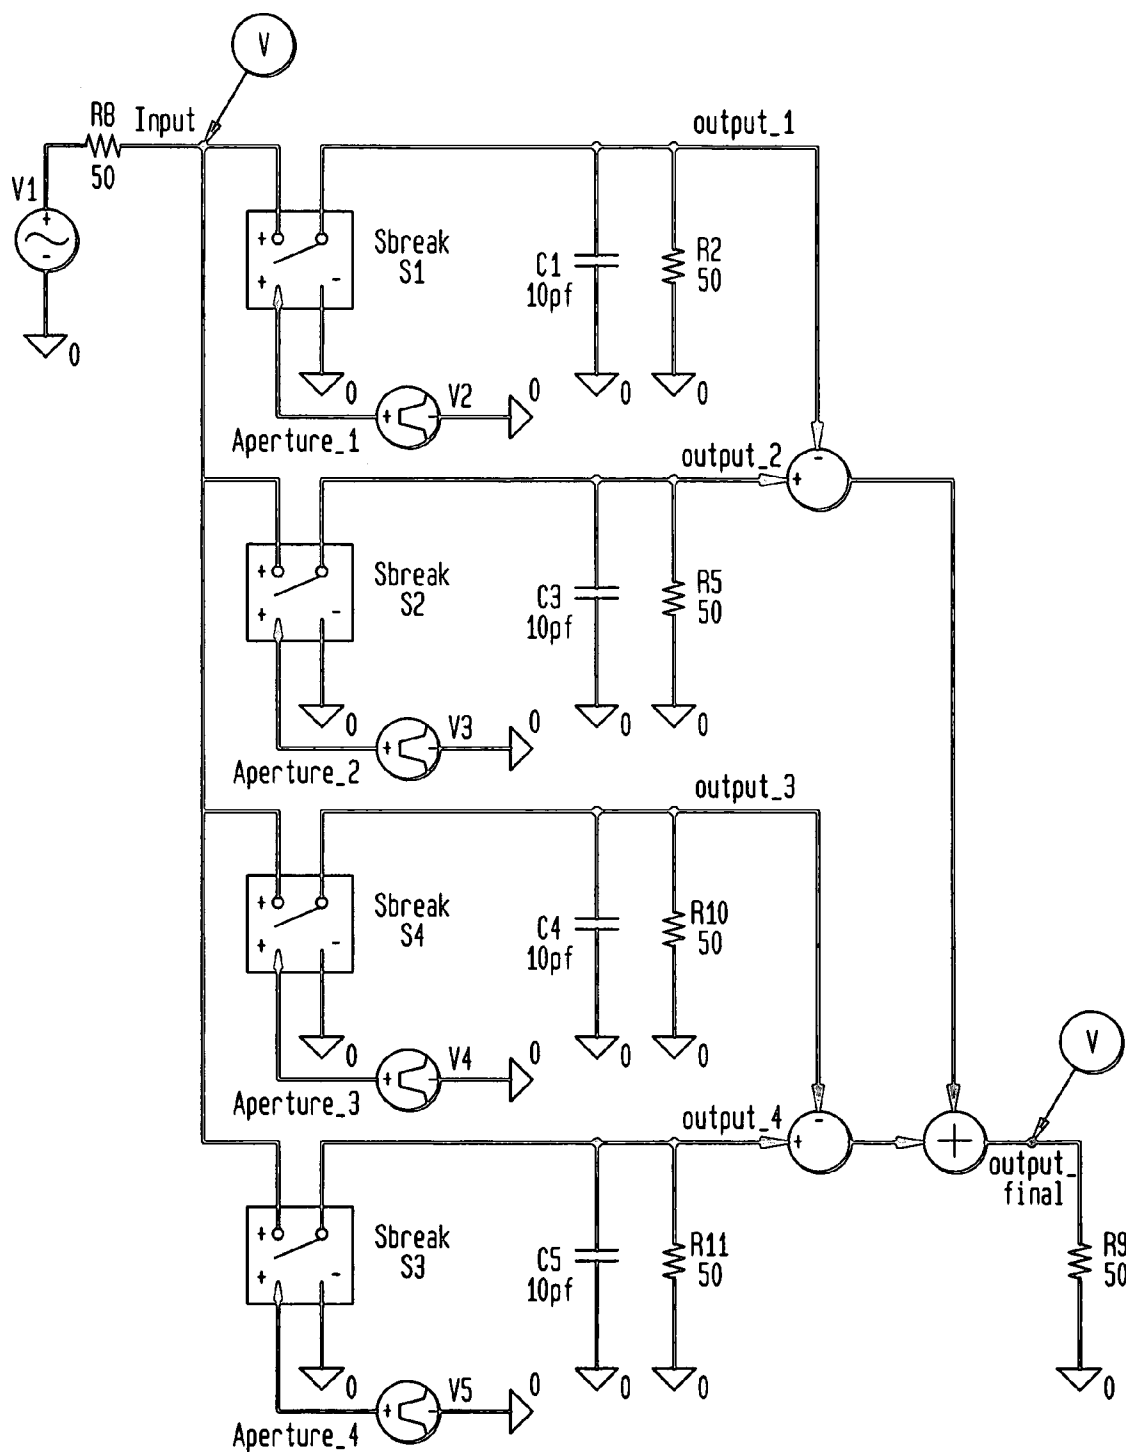 V
R8
Input
50
V1
+
-
0
output_1
+
Sbreak
S1
+
-
C1
10pf
R2
50
0
0
0
V2
0
+
Aperture_1
output_2
-
+
+
Sbreak
S2
+
-
C3
10pf
R5
50
0
0
0
V3
0
+
Aperture_2
output_3
+
Sbreak
S4
+
-
C4
10pf
R10
50
0
0
0
V4
0
+
Aperture_3
V
output_4
-
+
+
output_
final
+
Sbreak
S3
+
-
C5
10pf
R11
50
R9
50
0
0
0
0
V5
0
+
Aperture_4